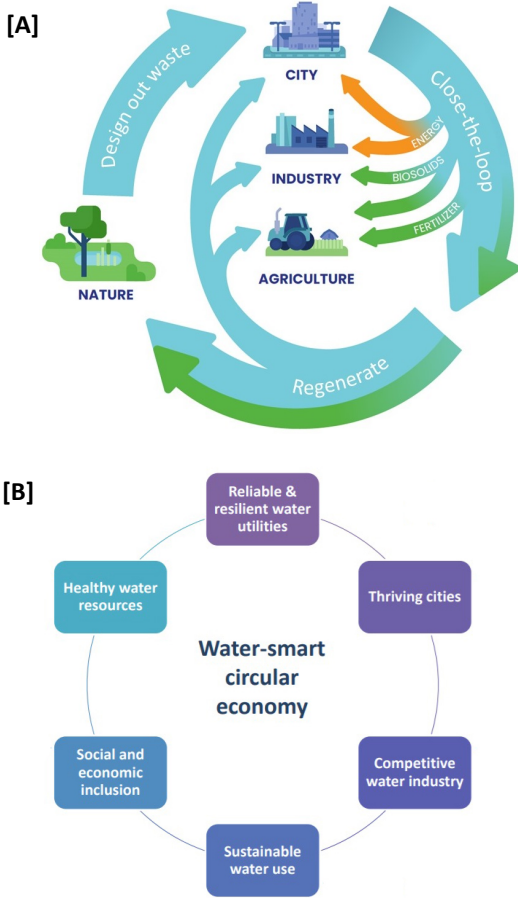 [A]
Design out waste
CITY
Close-the-loop
ENERGY
INDUSTRY
BIOSOLIDS
FERTILIZER
AGRICULTURE
NATURE
Regenerate
[B]
Reliable &
resilient water
utilities
Healthy water
resources
Thriving cities
Water-smart
circular
economy
Social and
economic
inclusion
Competitive
water industry
Sustainable
water use